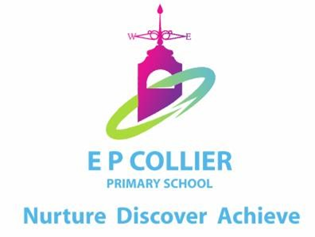 W E
E P COLLIER
PRIMARY SCHOOL
Nurture Discover Achieve